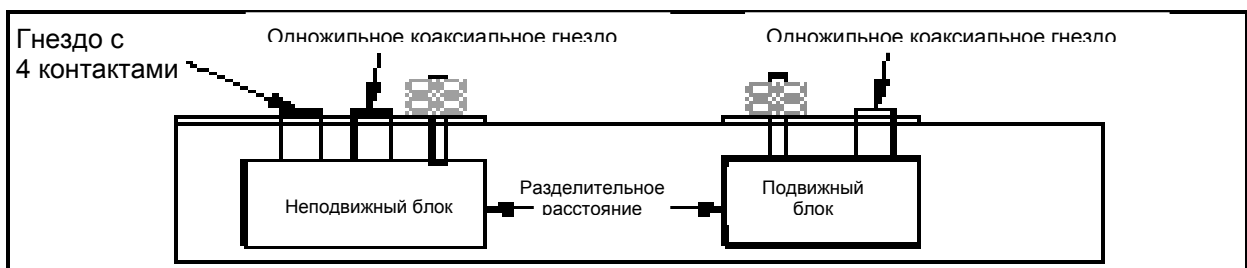 Гнездо с
4 контактами
Одножильное коаксиальное гнездо
Одножильное коаксиальное гнездо
Неподвижный блок
Разделительное
расстояние
Подвижный
блок